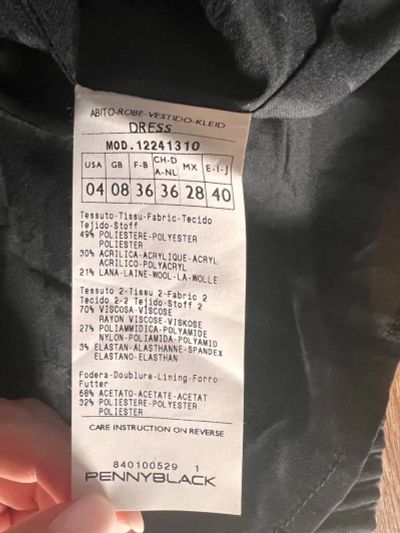 ABITO-ROBE-VESTIDO-KLEID
DRESS
MOD.12241310
USA GB F-B CH-D A-NL MX E-I-J
04 08 36 36 28 40
Tessuto-Tissu-Fabric-Tecido
Tejido-Stoff
49% POLIESTERE-POLYESTER
POLIESTER
30% ACRILICA-ACRYLIQUE-ACRYL
ACRILICO-POLYACRYL
21% LANA-LAINE-WOOL-LA-WOLLE
Tessuto 2-Tissu 2-Fabric 2
Tecido 2-2 Tejido-Stoff 2
70% VISCOSA-VISCOSE
RAYON VISCOSE-VISKOSE
27% POLIAMMIDICA-POLYAMIDE
NYLON-POLIAMIDA-POLYAMID
3% ELASTAN-ALASTHANNE-SPANDEX
ELASTANO-ELASTHAN
Fodera-Doublure-Lining-Forro
Futter
68% ACETATO-ACETATE-ACETAT
32% POLIESTERE-POLYESTER
POLIESTER
CARE INSTRUCTION ON REVERSE
840100529 1
PENNYBLACK